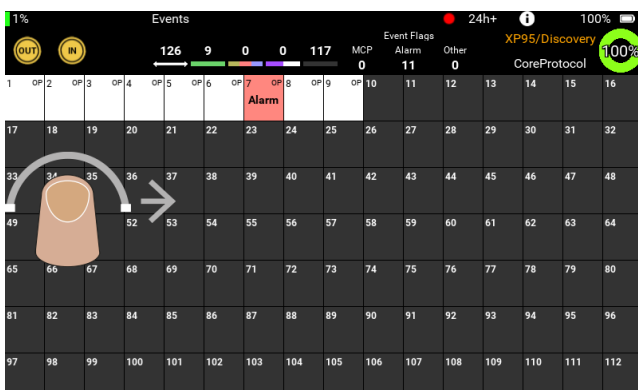 1% Events 24h+ i 100%
OUT IN 126 9 0 0 117 MCP 0 Event Flags Alarm 11 Other 0 XP95/Discovery CoreProtocol 100%
1 OP 2 OP 3 OP 4 OP 5 OP 6 OP 7 OP 8 OP 9 OP 10 11 12 13 14 15 16
Alarm
17 18 19 20 21 22 23 24 25 26 27 28 29 30 31 32
33 34 35 36 37 38 39 40 41 42 43 44 45 46 47 48
49 52 53 54 55 56 57 58 59 60 61 62 63 64
65 66 67 68 69 70 71 72 73 74 75 76 77 78 79 80
81 82 83 84 85 86 87 88 89 90 91 92 93 94 95 96
97 98 99 100 101 102 103 104 105 106 107 108 109 110 111 112